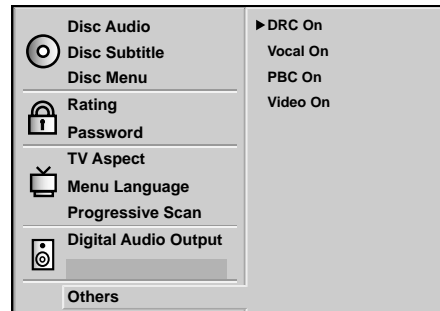 Disc Audio
Disc Subtitle
Disc Menu
Rating
Password
TV Aspect
Menu Language
Progressive Scan
Digital Audio Output
Others
DRC On
Vocal On
PBC On
Video On